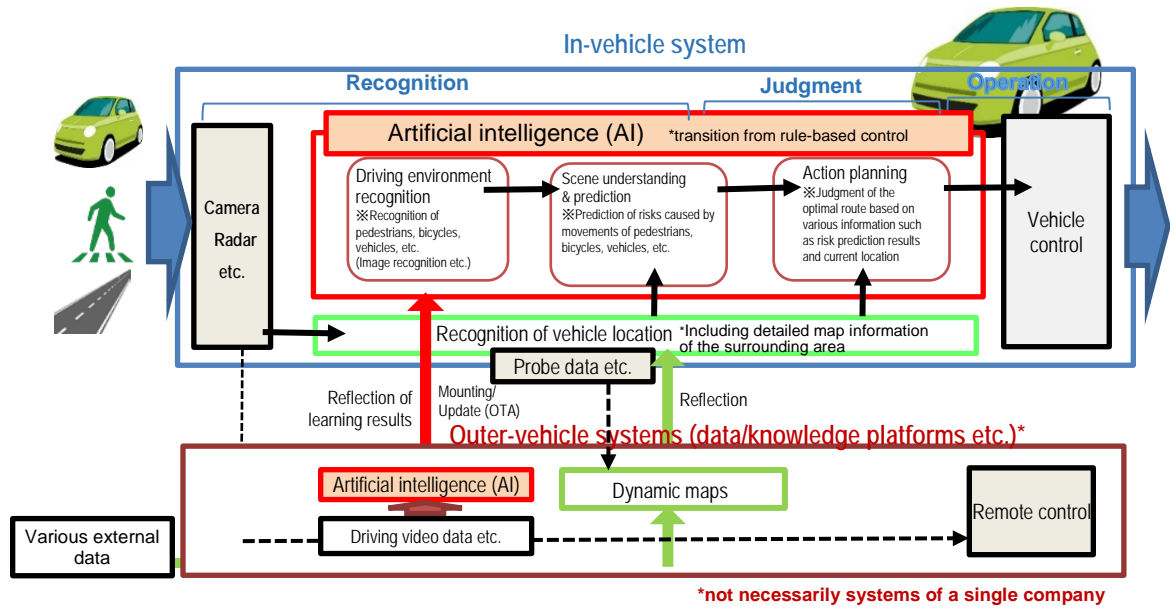 In-vehicle system
Recognition
Judgment
Operation
Artificial intelligence (AI) *transition from rule-based control
Camera
Radar
etc.
Driving environment
recognition
※Recognition of
pedestrians, bicycles,
vehicles, etc.
(Image recognition etc.)
Scene understanding
& prediction
※Prediction of risks caused by
movements of pedestrians,
bicycles, vehicles, etc.
Action planning
※Judgment of the
optimal route based on
various information such
as risk prediction results
and current location
Vehicle
control
Recognition of vehicle location *Including detailed map information
of the surrounding area
Probe data etc.
Reflection of
learning results
Mounting/
Update (OTA)
Reflection
Outer-vehicle systems (data/knowledge platforms etc.)*
Artificial intelligence (AI)
Dynamic maps
Remote control
Various external
data
Driving video data etc.
*not necessarily systems of a single company